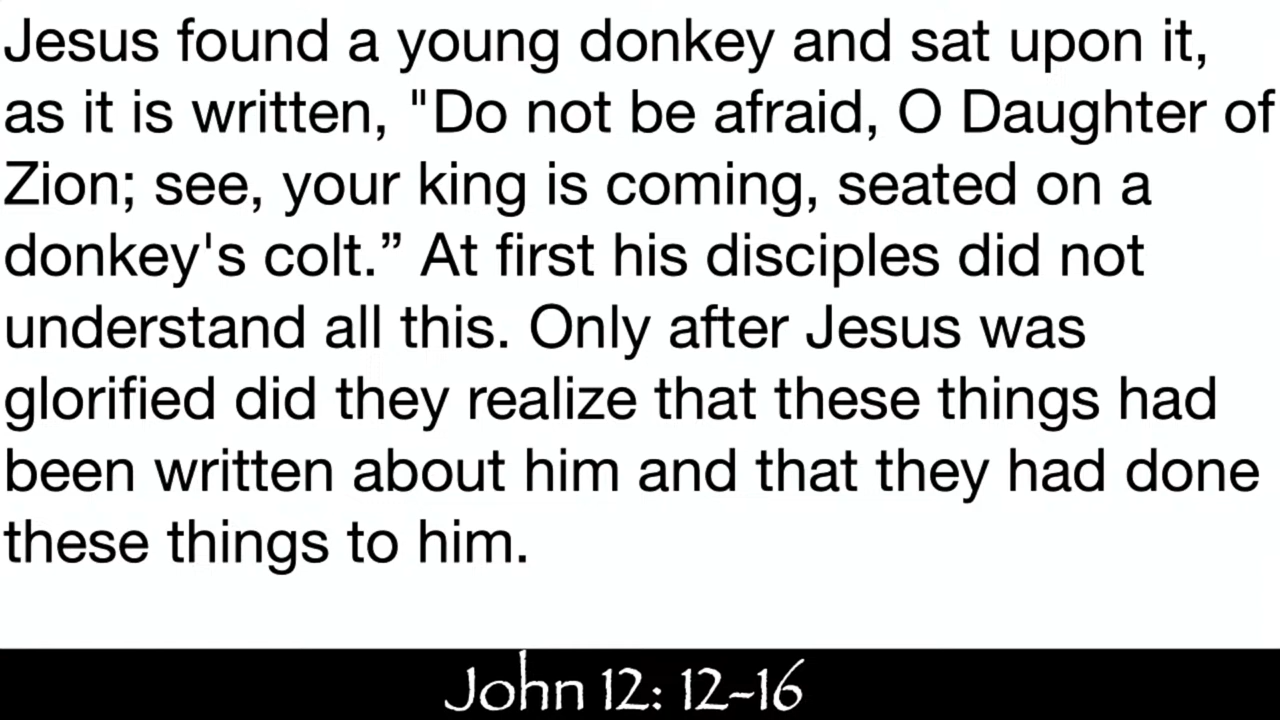 Jesus found a young donkey and sat upon it,
as it is written, "Do not be afraid, O Daughter of
Zion; see, your king is coming, seated on a
donkey's colt.” At first his disciples did not
understand all this. Only after Jesus was
glorified did they realize that these things had
been written about him and that they had done
these things to him.
John 12: 12-16